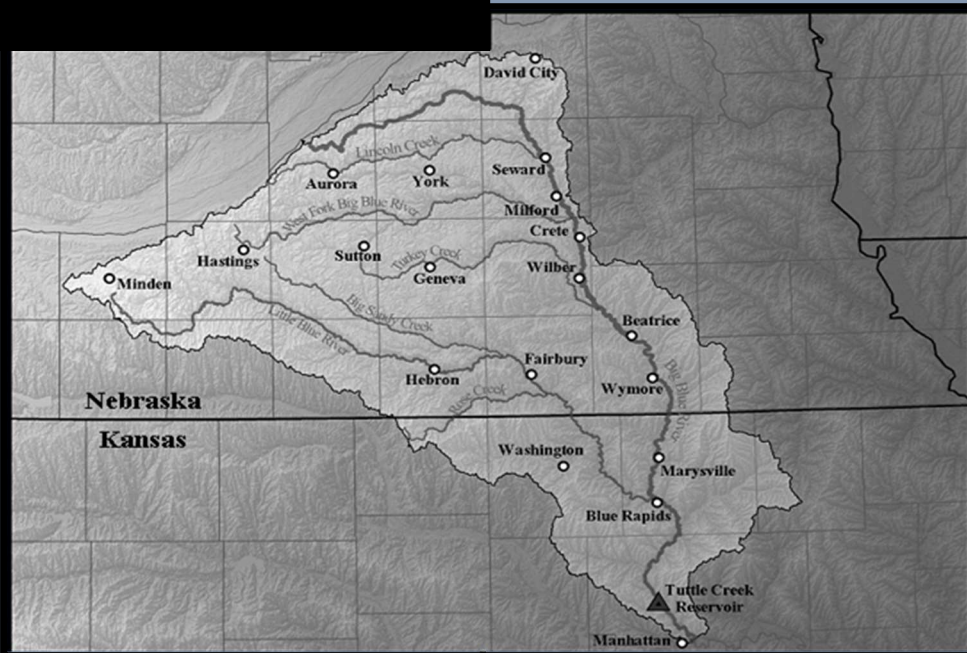 David City
Lincoln Creek
Seward
Aurora
York
West Fork Big Blue River
Milford
Crete
Sutton
Turkey Creek
Hastings
Geneva
Wilber
Minden
Big Sandy Creek
Little Blue River
Beatrice
Fairbury
Hebron
Wymore
Big Blue River
Rose Creek
Nebraska
Kansas
Washington
Marysville
Blue Rapids
Tuttle Creek
Reservoir
Manhattan